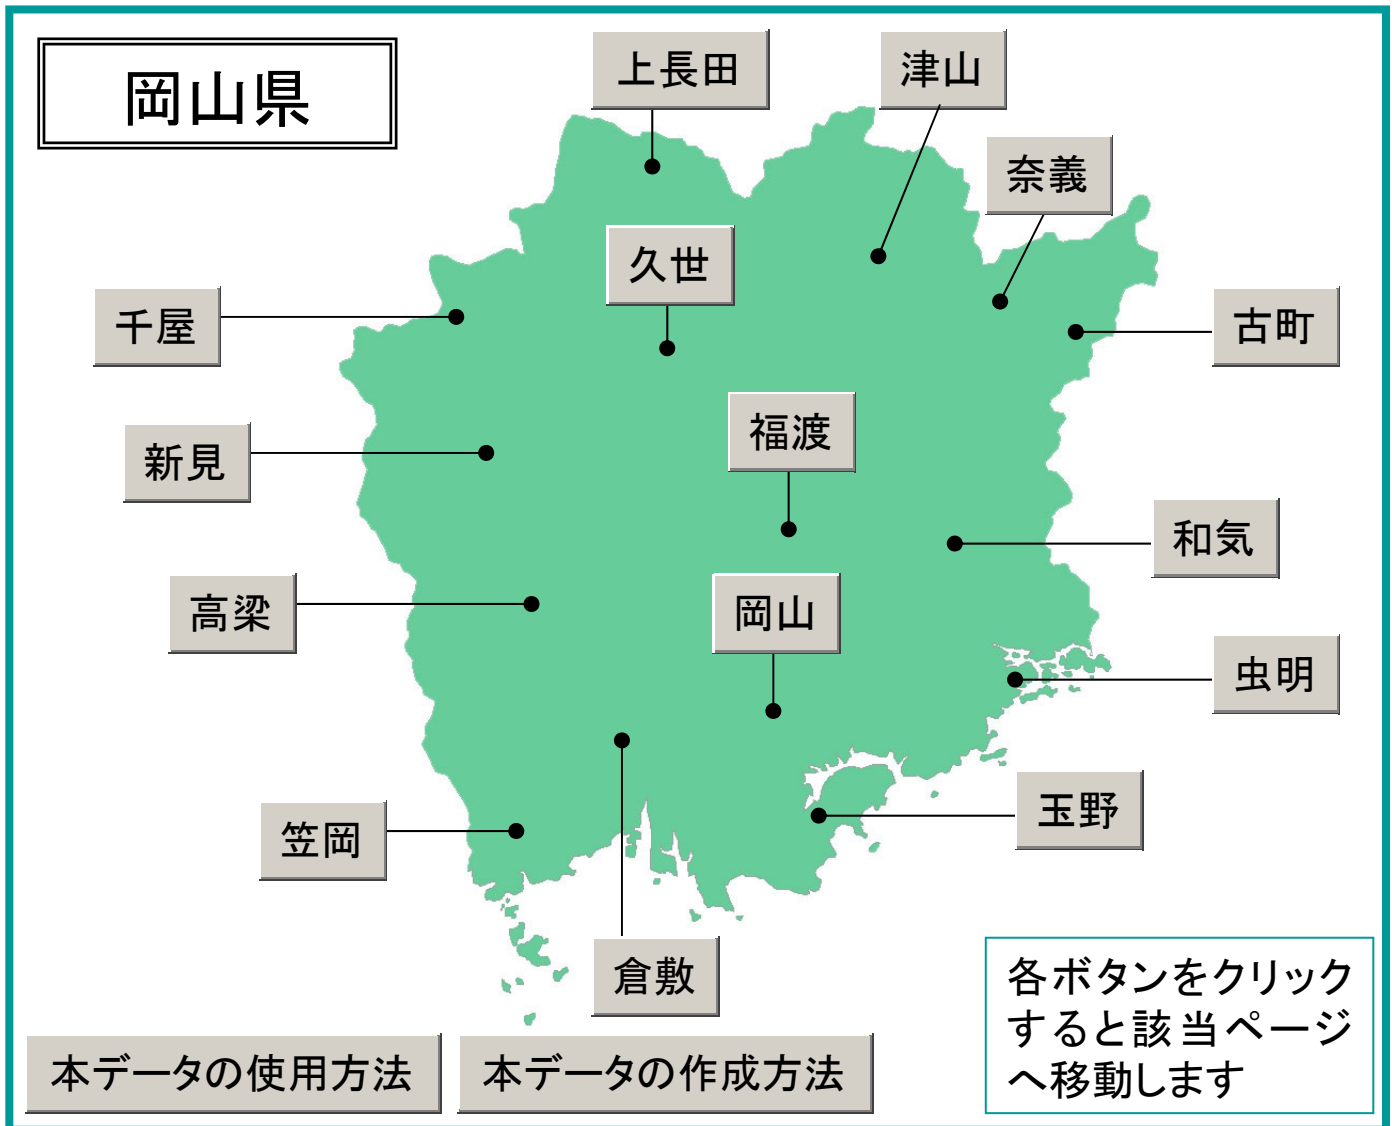 岡山県
上長田
津山
奈義
久世
千屋
古町
福渡
新見
和気
高梁
岡山
虫明
玉野
笠岡
倉敷
各ボタンをクリック
すると該当ページ
へ移動します
本データの使用方法
本データの作成方法